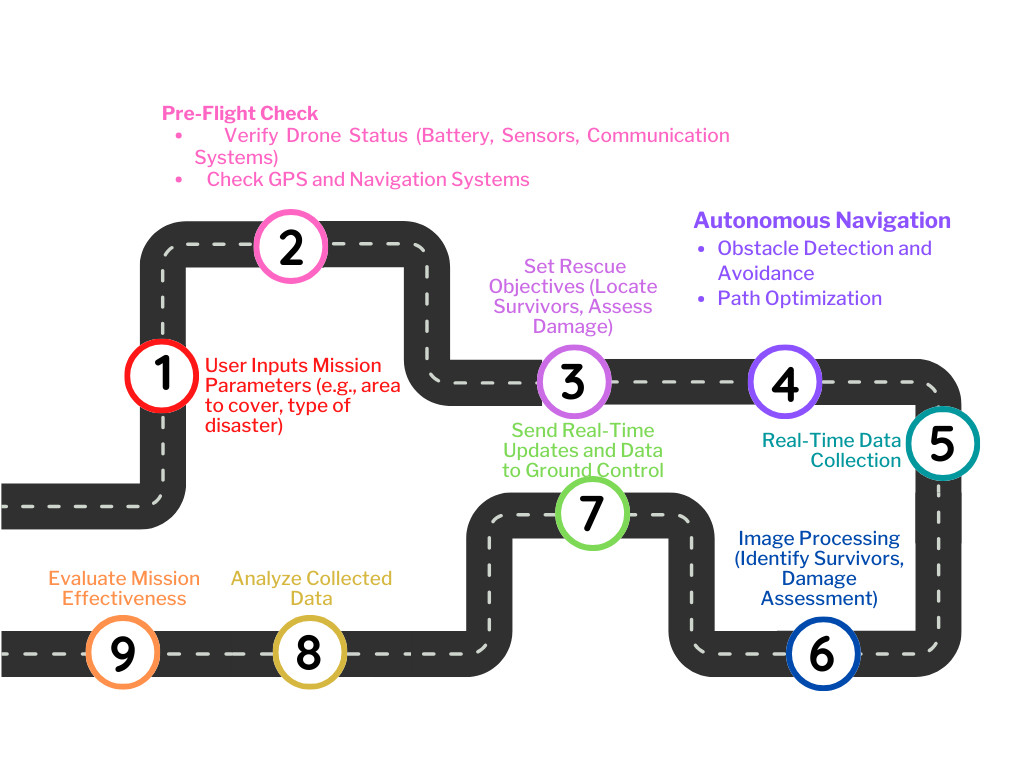 Pre-Flight Check
• Verify Drone Status (Battery, Sensors, Communication
Systems)
• Check GPS and Navigation Systems
2
1
User Inputs Mission
Parameters (e.g., area
to cover, type of
disaster)
Set Rescue
Objectives (Locate
Survivors, Assess
Damage)
3
Autonomous Navigation
• Obstacle Detection and
Avoidance
• Path Optimization
4
Real-Time Data
Collection
5
Send Real-Time
Updates and Data
to Ground Control
7
Image Processing
(Identify Survivors,
Damage
Assessment)
6
Evaluate Mission
Effectiveness
9
Analyze Collected
Data
8